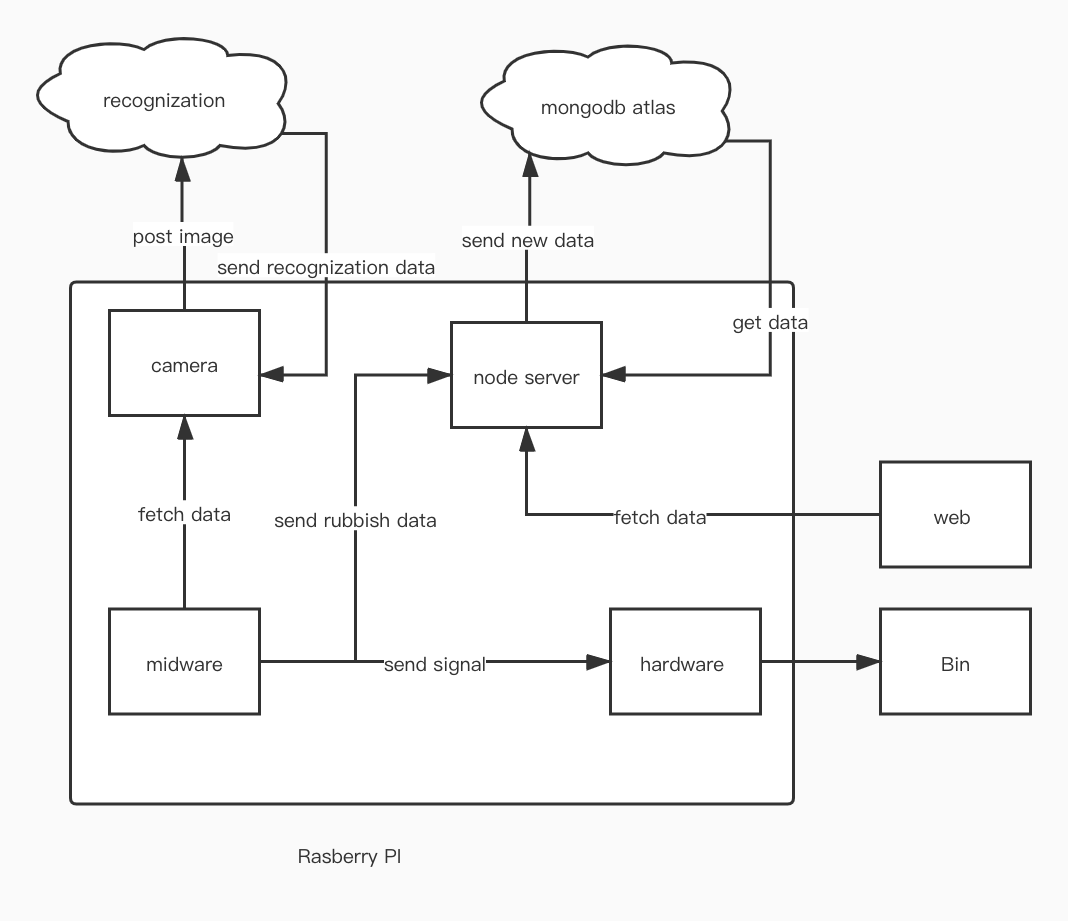 recognization
mongodb atlas
post image
send new data
send recognization data
get data
camera
node server
fetch data
send rubbish data
fetch data
web
midware
send signal
hardware
Bin
Rasberry PI